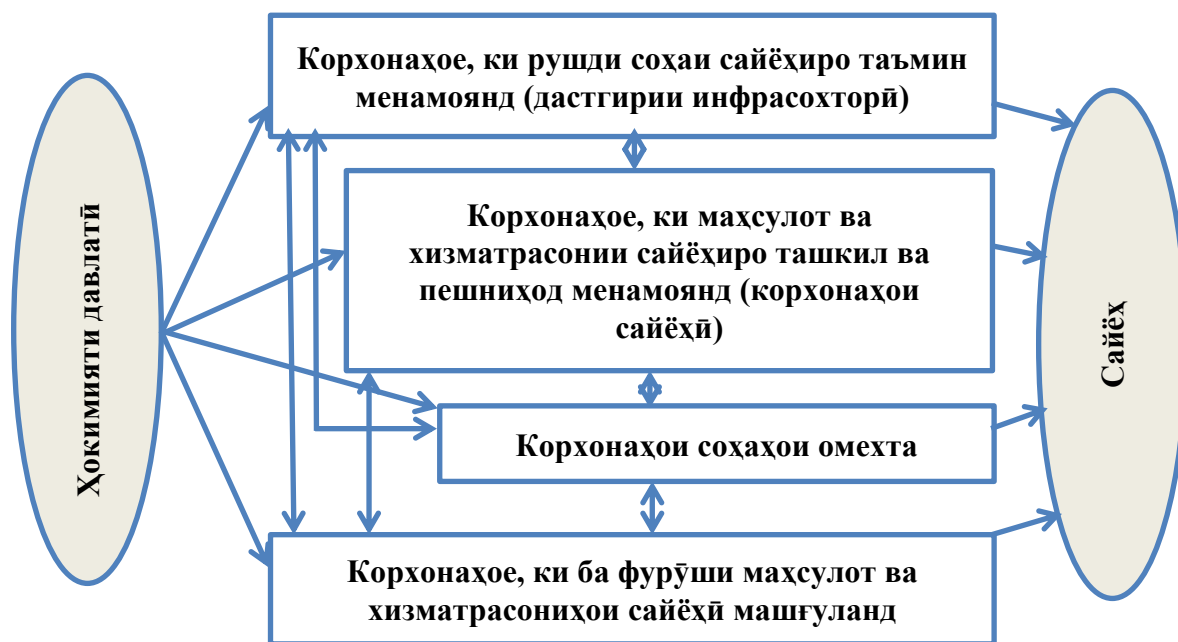 Ҳокимияти давлатӣ
Корхонаҳое, ки рушди соҳаи сайёҳиро таъмин
менамоянд (дастгирии инфрасохторӣ)
Корхонаҳое, ки маҳсулот ва
хизматрасонии сайёҳиро ташкил ва
пешниҳод менамоянд (корхонаҳои
сайёҳӣ)
Корхонаҳои соҳаҳои омехта
Корхонаҳое, ки ба фурӯши маҳсулот ва
хизматрасониҳои сайёҳӣ машғуланд
Сайёҳ